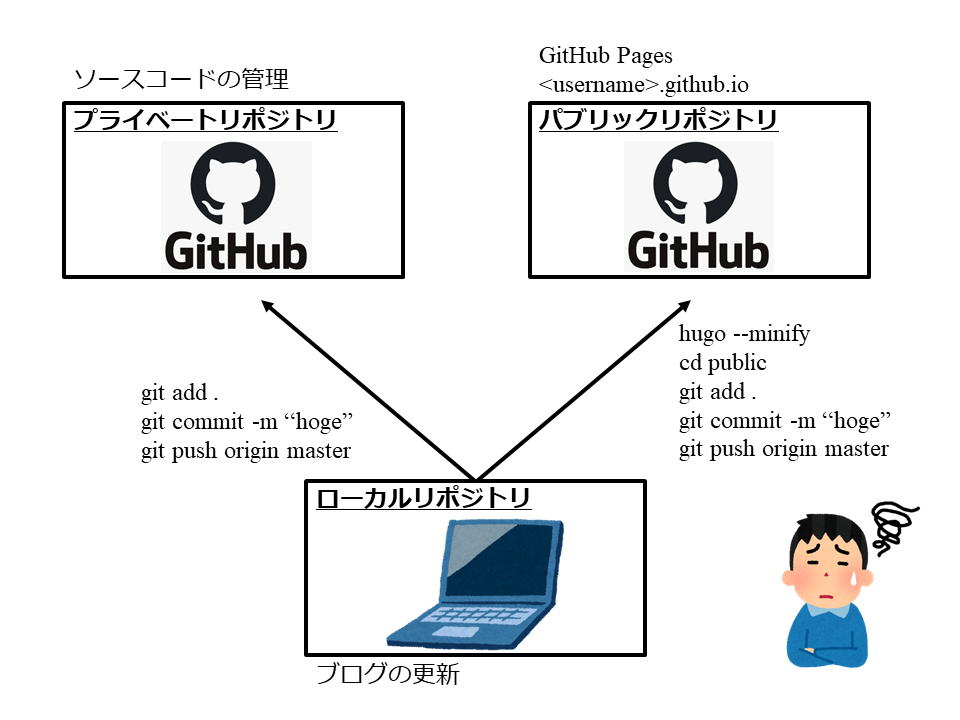 ソースコードの管理
プライベートリポジトリ
GitHub
GitHub Pages
<username>.github.io
パブリックリポジトリ
GitHub
git add .
git commit -m “hoge”
git push origin master
hugo --minify
cd public
git add .
git commit -m “hoge”
git push origin master
ローカルリポジトリ
ブログの更新